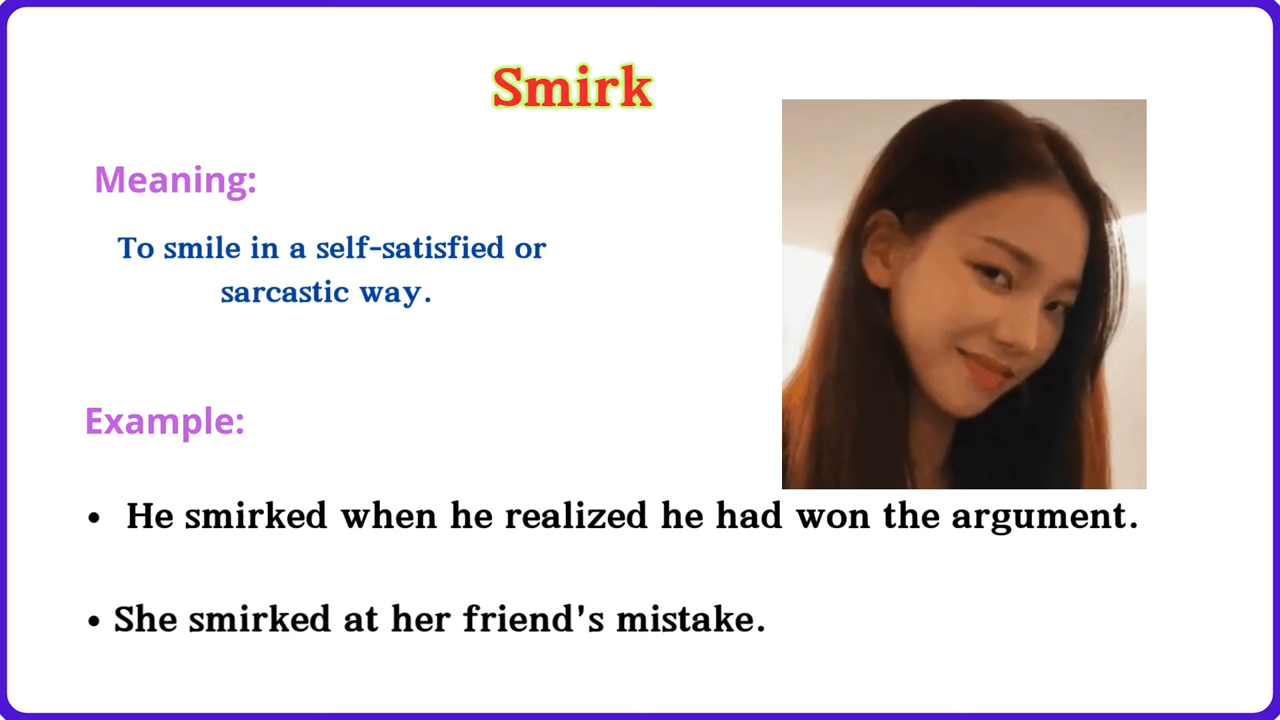 Smirk
Meaning:
To smile in a self-satisfied or
sarcastic way.
Example:
• He smirked when he realized he had won the argument.
• She smirked at her friend's mistake.